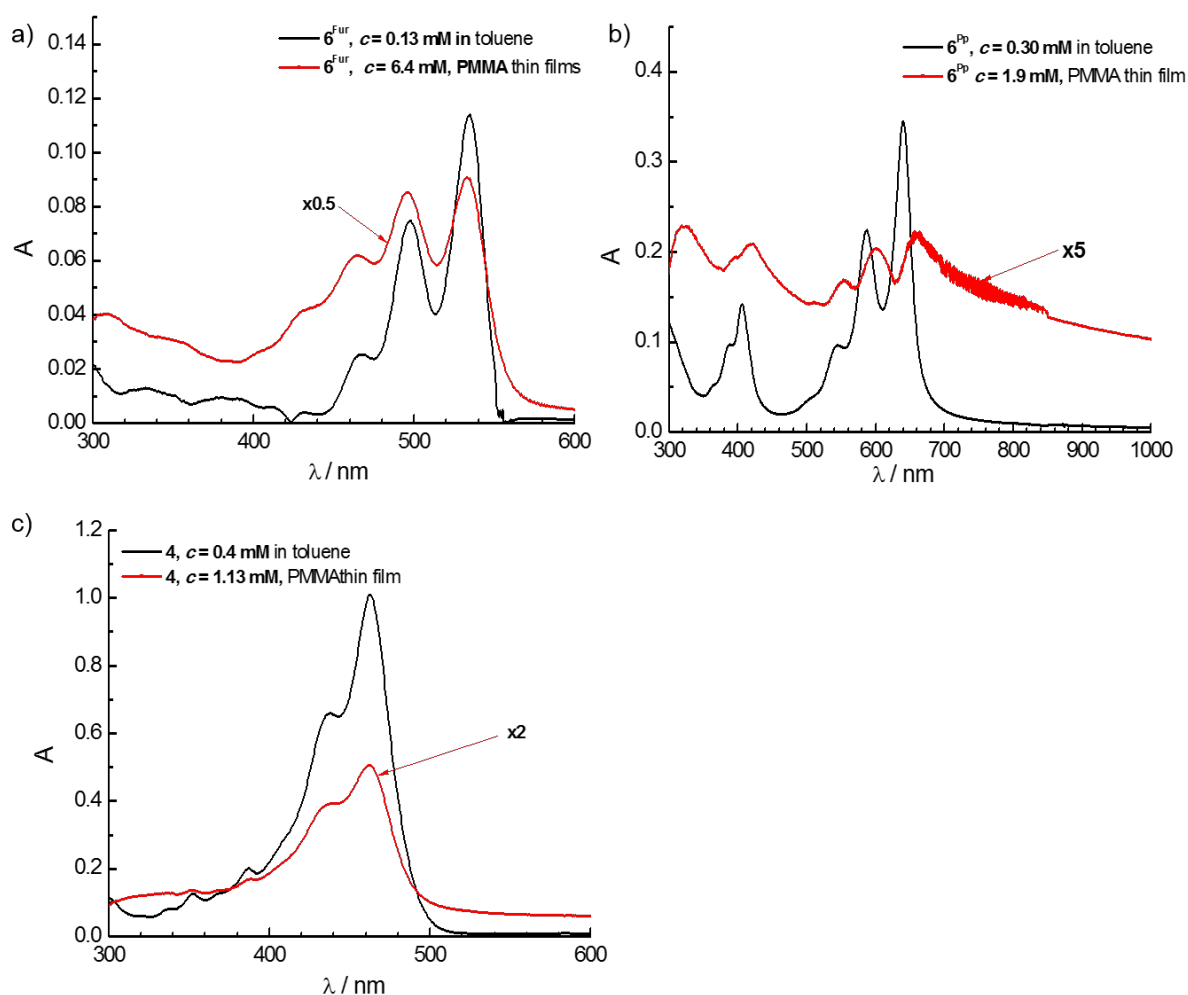 a)
6Fur, c = 0.13 mM in toluene
6Fur, c = 6.4 mM, PMMA thin films
x0.5
A
0.14
0.12
0.10
0.08
0.06
0.04
0.02
0.00
300 400 500 600
λ / nm
b)
6Pp, c = 0.30 mM in toluene
6Pp c = 1.9 mM, PMMA thin film
x5
A
0.4
0.3
0.2
0.1
0.0
300 400 500 600 700 800 900 1000
λ / nm
c)
4, c = 0.4 mM in toluene
4, c = 1.13 mM, PMMAthin film
x2
A
1.2
1.0
0.8
0.6
0.4
0.2
0.0
300 400 500 600
λ / nm